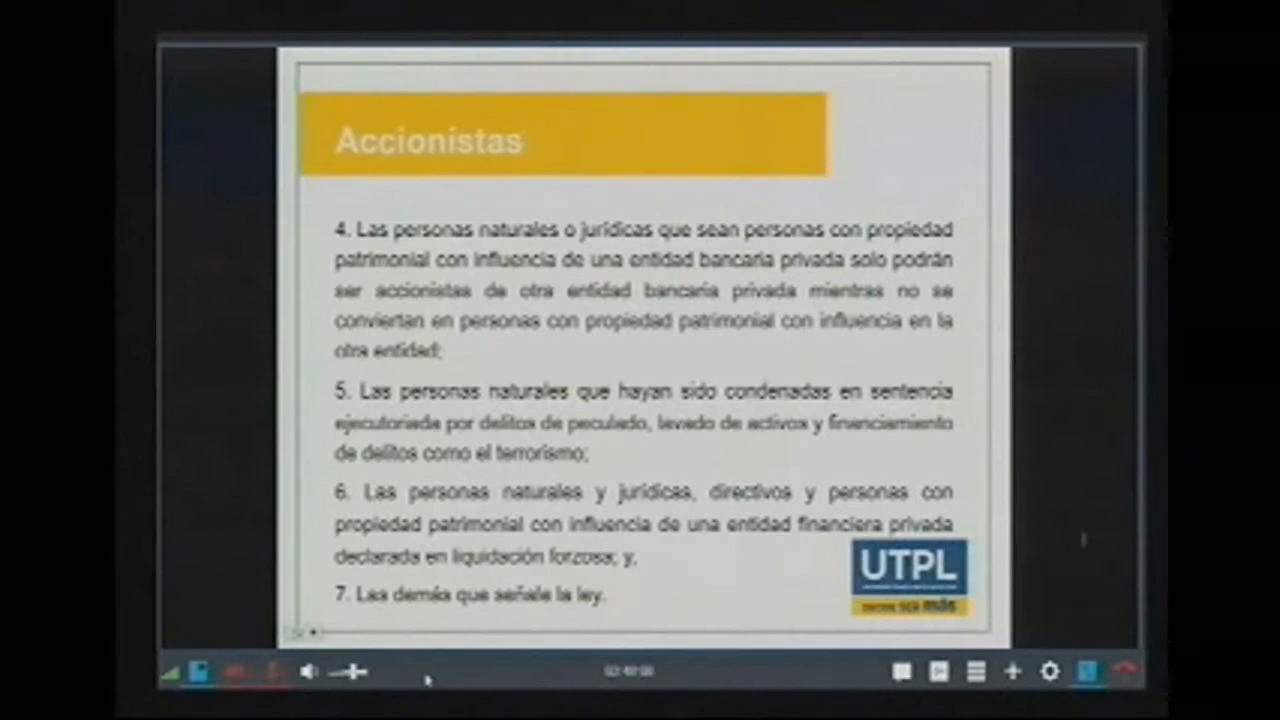 Accionistas
4. Las personas naturales o jurídicas que sean personas con propiedad
patrimonial con influencia de una entidad bancaria privada solo podrán
ser accionistas de otra entidad bancaria privada mientras no se
conviertan en personas con propiedad patrimonial con influencia en la
otra entidad;
5. Las personas naturales que hayan sido condenadas en sentencia
ejecutoriada por delitos de peculado, lavado de activos y financiamiento
de delitos como el terrorismo;
6. Las personas naturales y jurídicas, directivos y personas con
propiedad patrimonial con influencia de una entidad financiera privada
declarada en liquidación forzosa; y,
7. Las demás que señale la ley.
UTPL
más